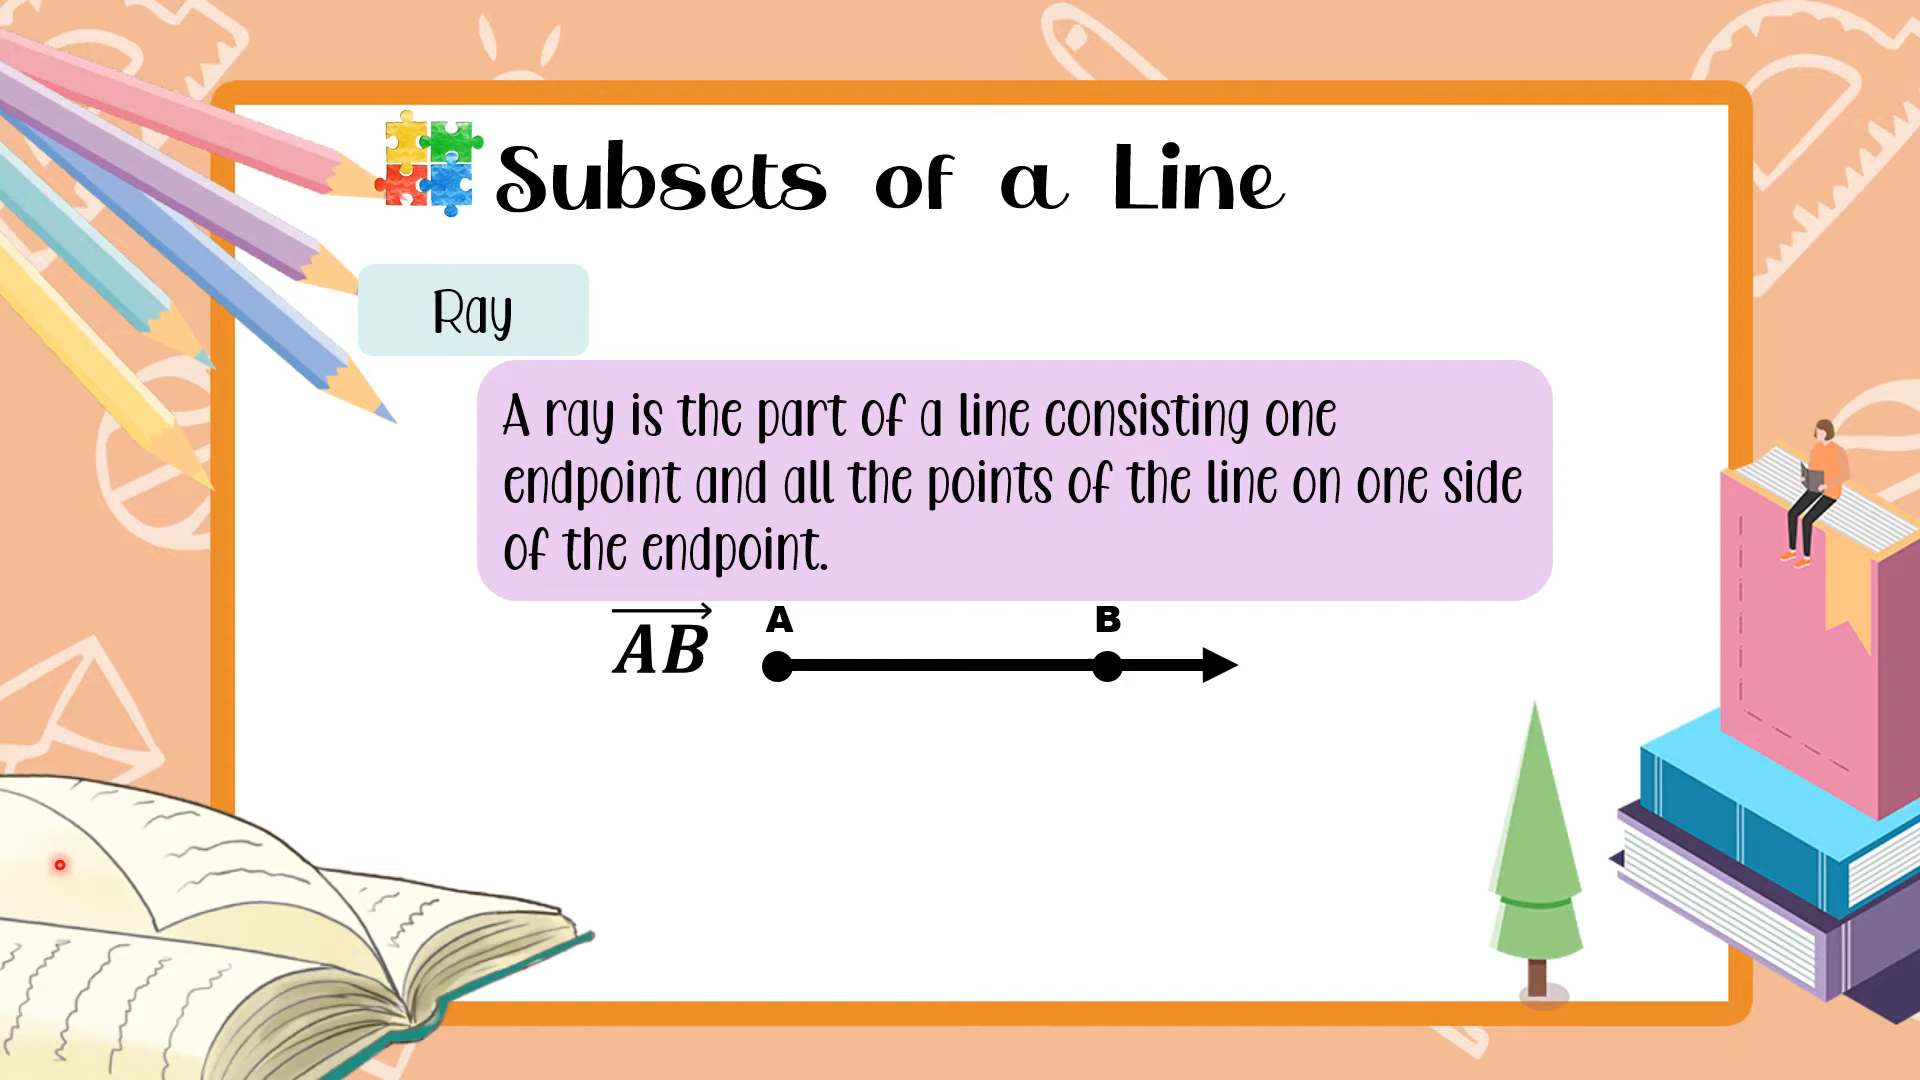 Subsets of a Line
Ray
A ray is the part of a line consisting one
endpoint and all the points of the line on one side
of the endpoint.
A B
AB